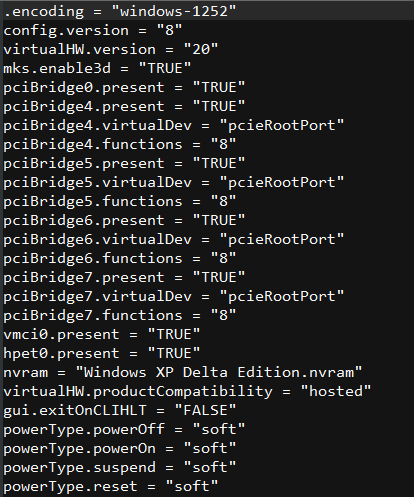 .encoding = "windows-1252"
config.version = "8"
virtualHW.version = "20"
mks.enable3d = "TRUE"
pciBridge0.present = "TRUE"
pciBridge4.present = "TRUE"
pciBridge4.virtualDev = "pcieRootPort"
pciBridge4.functions = "8"
pciBridge5.present = "TRUE"
pciBridge5.virtualDev = "pcieRootPort"
pciBridge5.functions = "8"
pciBridge6.present = "TRUE"
pciBridge6.virtualDev = "pcieRootPort"
pciBridge6.functions = "8"
pciBridge7.present = "TRUE"
pciBridge7.virtualDev = "pcieRootPort"
pciBridge7.functions = "8"
vmci0.present = "TRUE"
hpet0.present = "TRUE"
nvram = "Windows XP Delta Edition.nvram"
virtualHW.productCompatibility = "hosted"
gui.exitOnCLIHLT = "FALSE"
powerType.powerOff = "soft"
powerType.powerOn = "soft"
powerType.suspend = "soft"
powerType.reset = "soft"